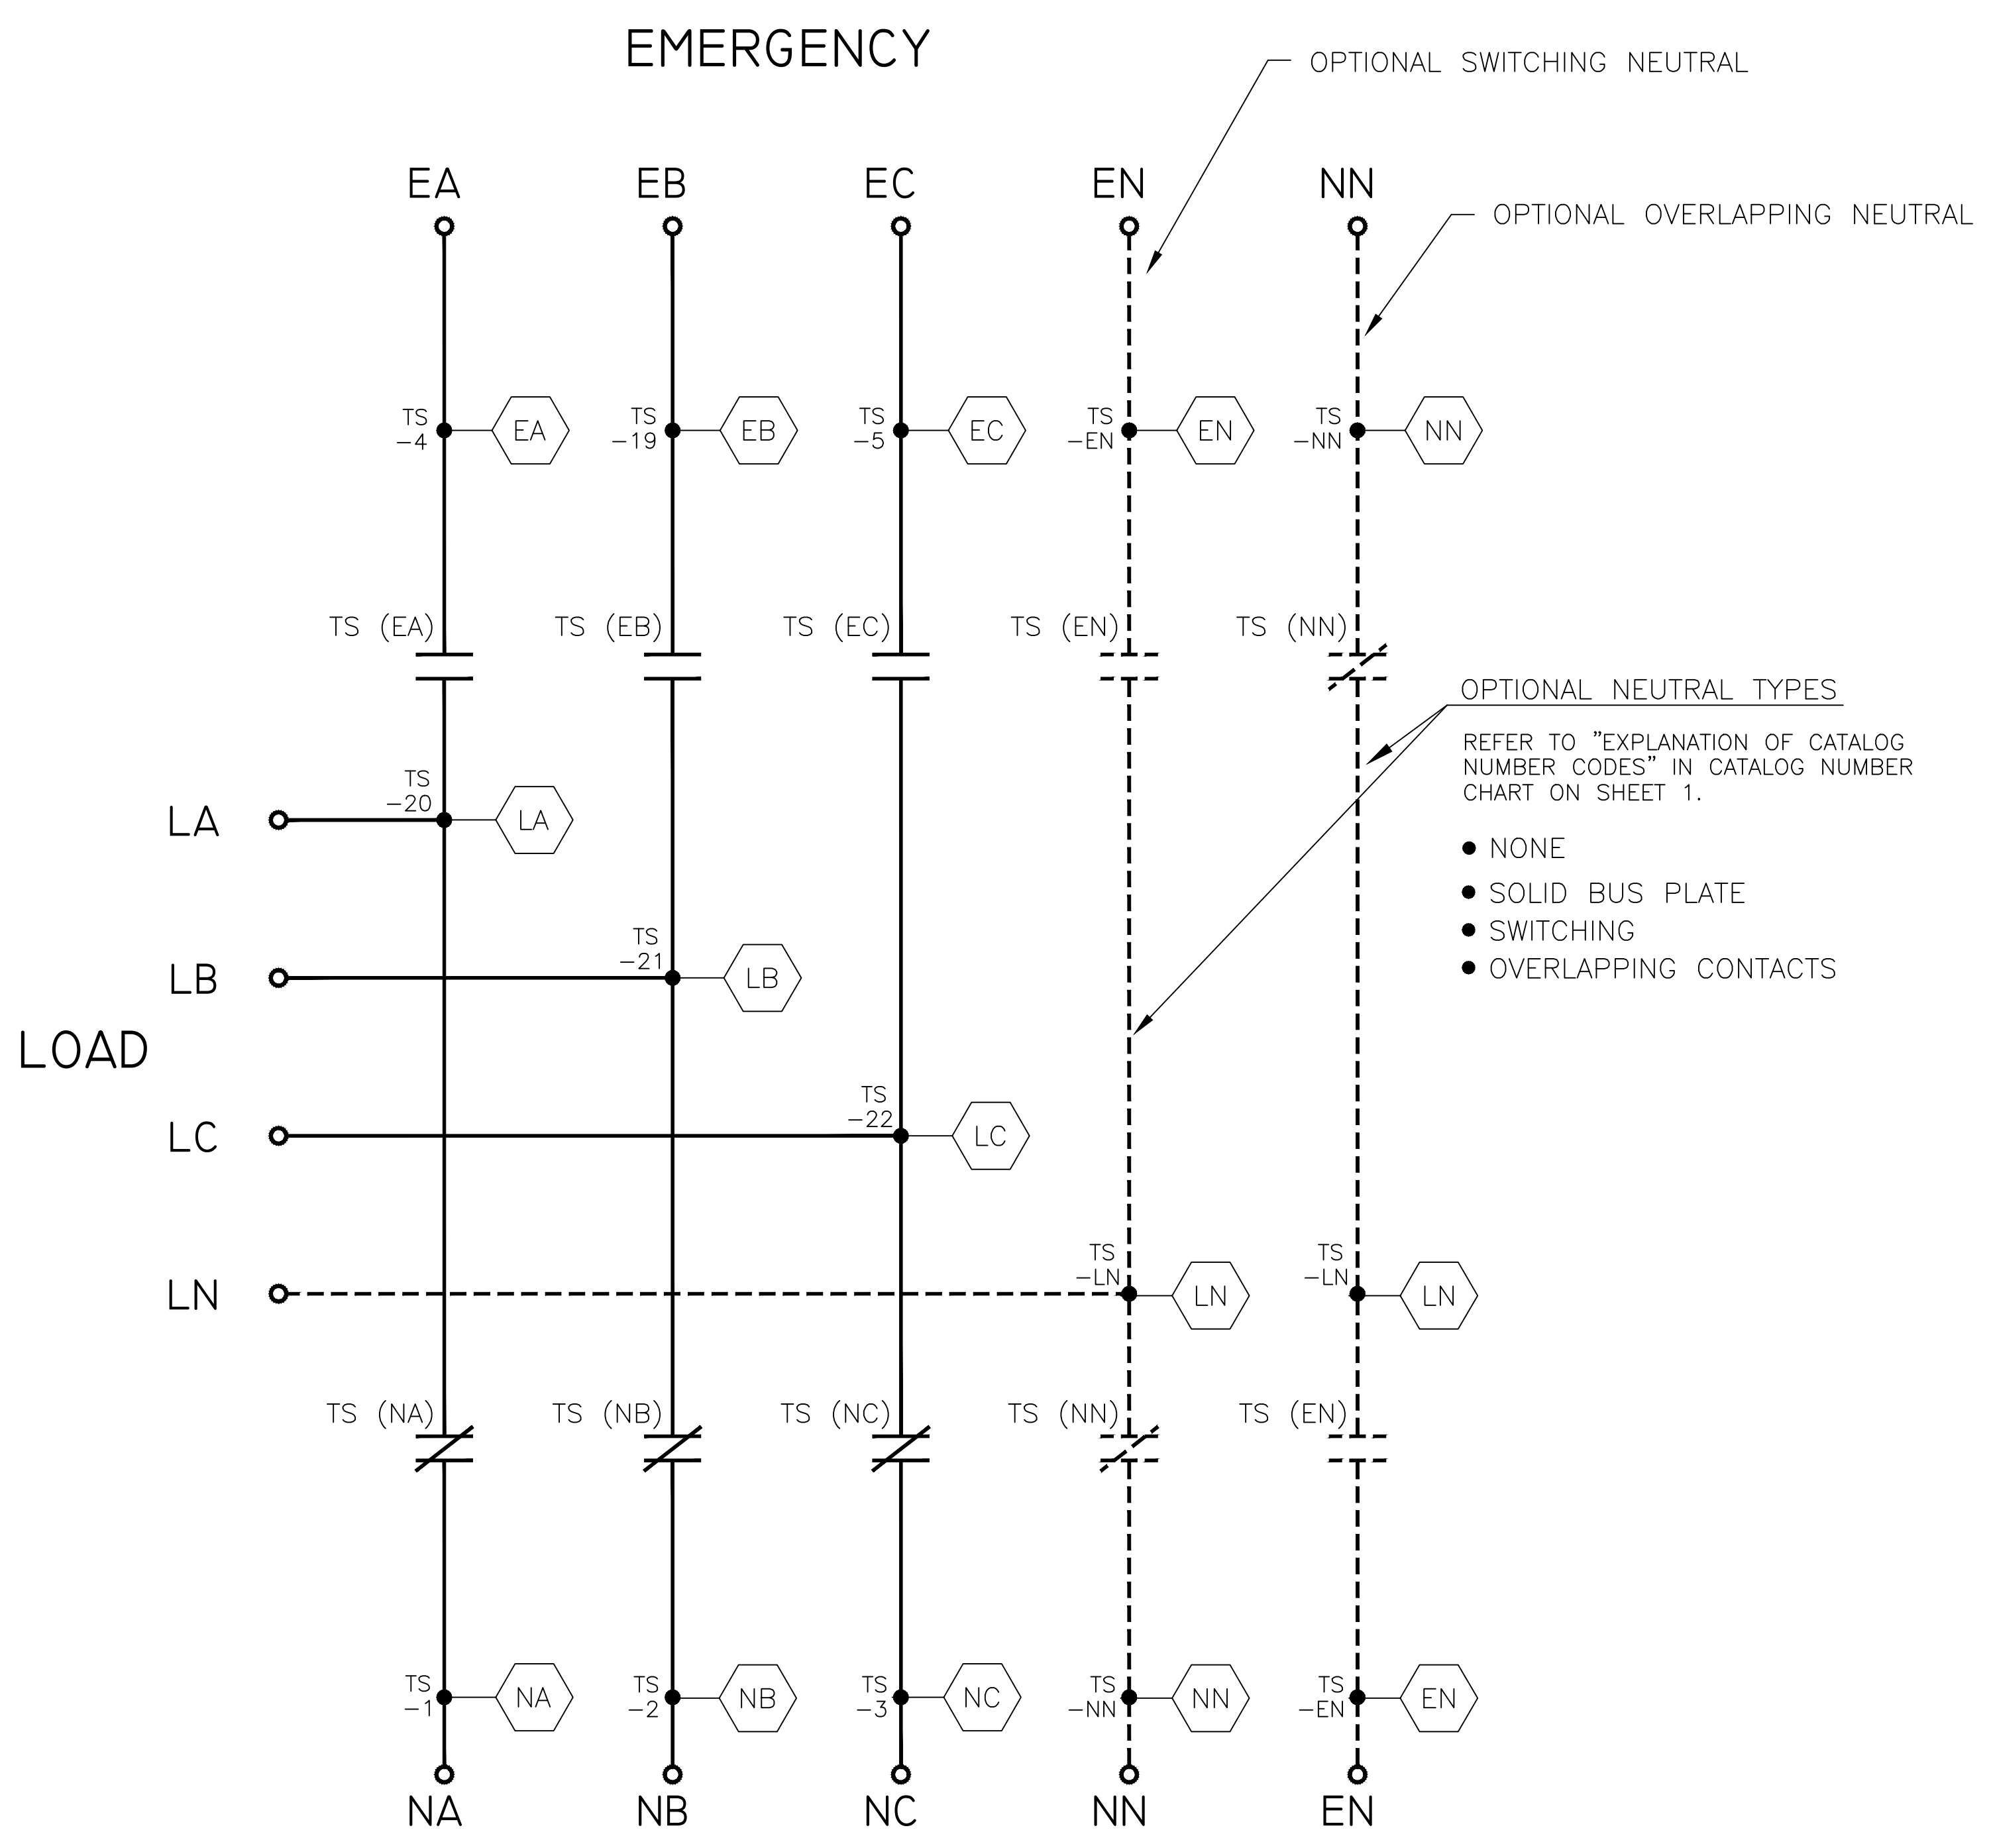 EMERGENCY
OPTIONAL SWITCHING NEUTRAL
EA
EB
EC
EN
NN
OPTIONAL OVERLAPPING NEUTRAL
TS
-4
EA
TS
-19
EB
TS
-5
EC
TS
-EN
EN
TS
-NN
NN
TS (EA)
TS (EB)
TS (EC)
TS (EN)
TS (NN)
OPTIONAL NEUTRAL TYPES
REFER TO "EXPLANATION OF CATALOG
NUMBER CODES" IN CATALOG NUMBER
CHART ON SHEET 1.
NONE
SOLID BUS PLATE
SWITCHING
OVERLAPPING CONTACTS
LA
TS
-20
LA
LB
TS
-21
LB
LOAD
LC
TS
-22
LC
LN
TS
-LN
LN
TS
-LN
LN
TS (NA)
TS (NB)
TS (NC)
TS (NN)
TS (EN)
TS
-1
NA
TS
-2
NB
TS
-3
NC
TS
-NN
NN
TS
-EN
EN
NA
NB
NC
NN
EN